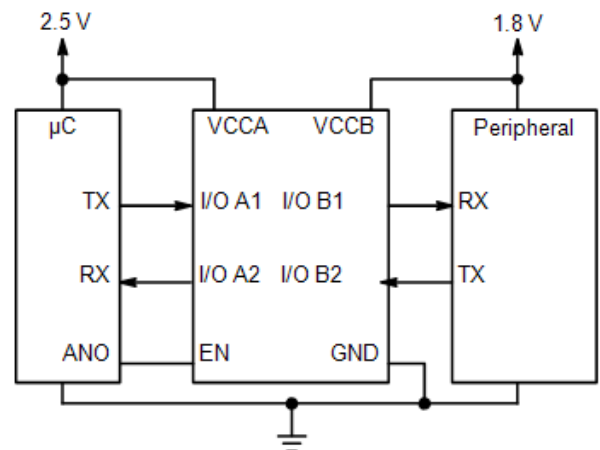 2.5 V 1.8 V
µC VCCA VCCB Peripheral
TX I/O A1 I/O B1 RX
RX I/O A2 I/O B2 TX
ANO EN GND